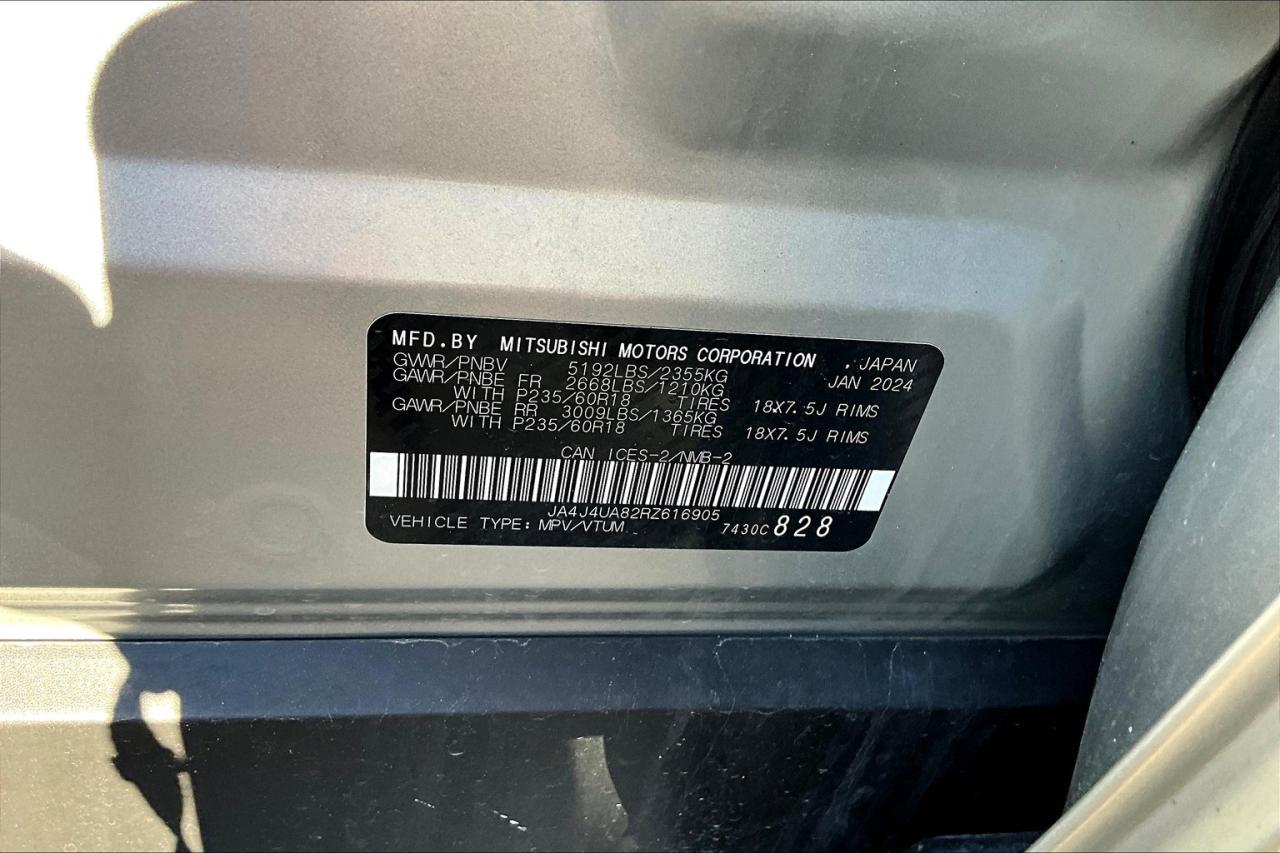 MFD.BY MITSUBISHI MOTORS CORPORATION , JAPAN
GVWR/PNBV 5192LBS/2355KG JAN 2024
GAWR/PNBE FR 2668LBS/1210KG
WITH P235/60R18 TIRES 18X7.5J RIMS
GAWR/PNBE RR 3009LBS/1365KG
WITH P235/60R18 TIRES 18X7.5J RIMS
CAN ICES-2/NMB-2
JA4J4UA82RZ616905
VEHICLE TYPE: MPV/VTUM 7430C 828